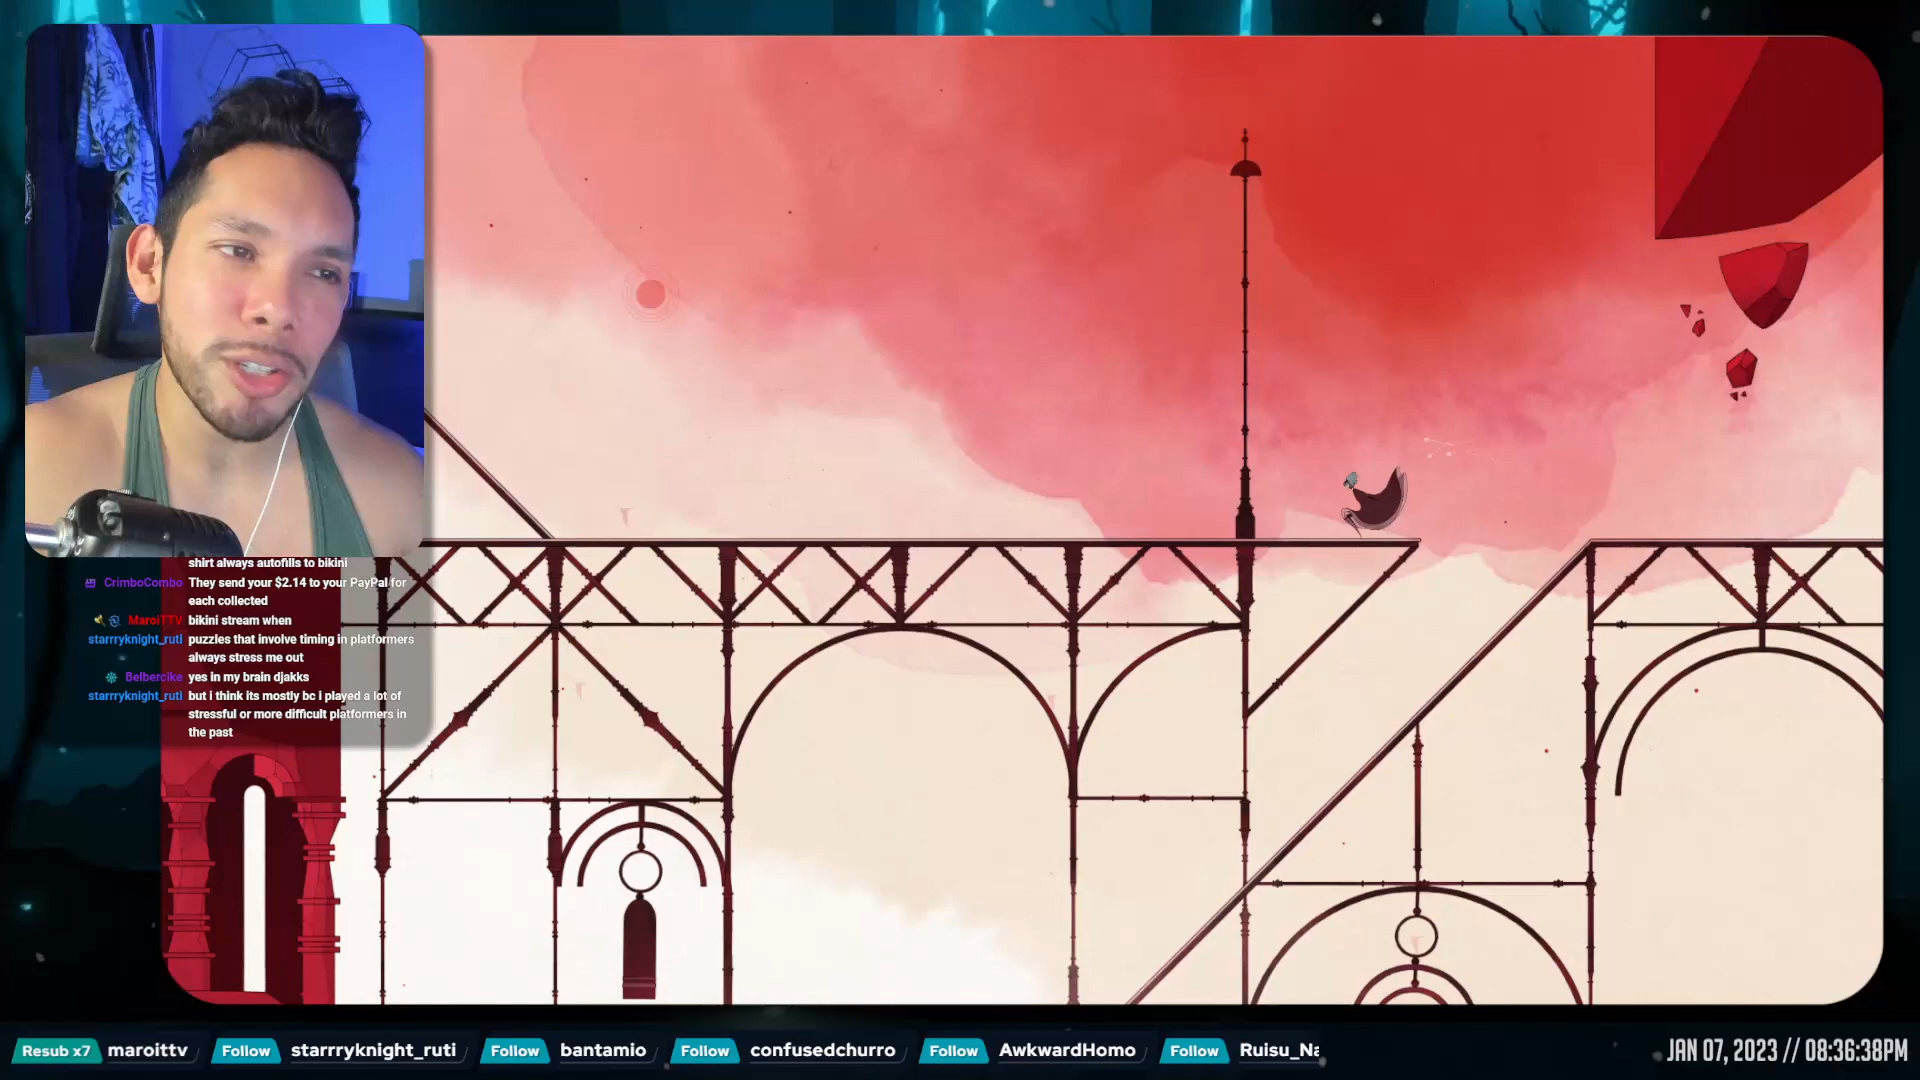 shirt always autofills to bikini
CrimboCombo They send your $2.14 to your PayPal for
each collected
MaroiTTV bikini stream when
starrryknight_ruti puzzles that involve timing in platformers
always stress me out
Belbercike yes in my brain djakks
starrryknight_ruti but i think its mostly bc i played a lot of
stressful or more difficult platformers in
the past
Resub x7 maroittv Follow starrryknight_ruti Follow bantamio Follow confusedchurro Follow AwkwardHomo Follow Ruisu_Na
JAN 07, 2023 // 08:36:38PM